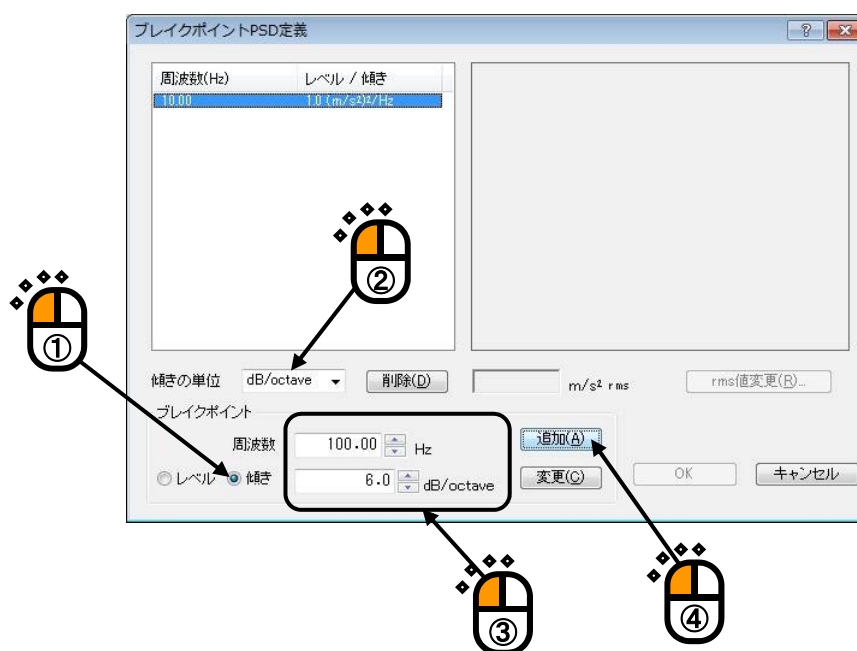 ブレイクポイントPSD定義
周波数(Hz) レベル / 傾き
10.00 1.0 (m/s²)²/Hz
②
①
傾きの単位 dB/octave 削除(D) m/s² rms rms値変更(R)...
ブレイクポイント
周波数 100.00 Hz 追加(A)
レベル 傾き 6.0 dB/octave 変更(C) OK キャンセル
③
④